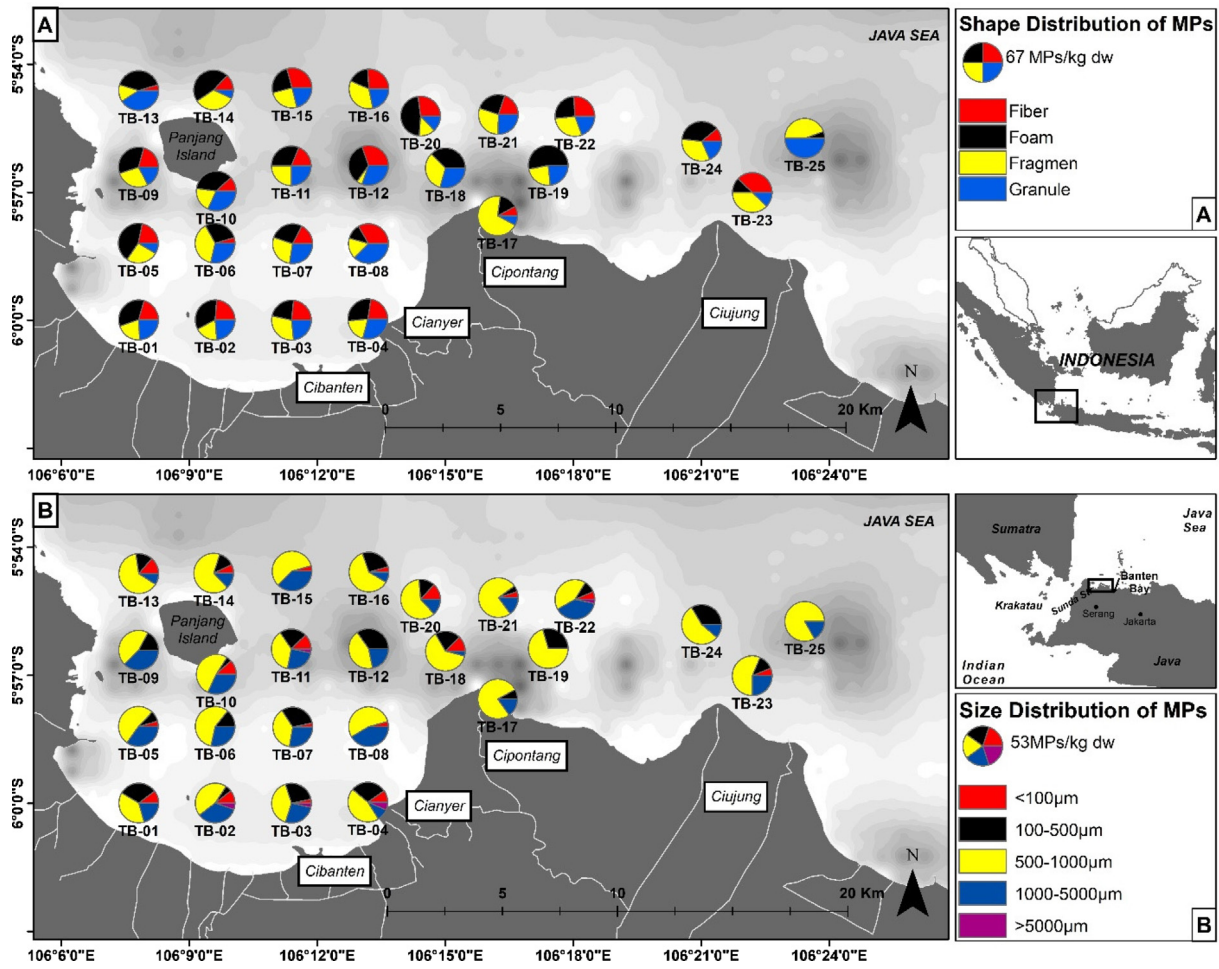 A
JAVA SEA
5°54'0"S
5°57'0"S
6°0'0"S
TB-13
TB-14
TB-15
TB-16
Panjang
Island
TB-20
TB-21
TB-22
TB-24
TB-25
TB-09
TB-10
TB-11
TB-12
TB-18
TB-19
TB-23
TB-17
TB-05
TB-06
TB-07
TB-08
Cipontang
TB-01
TB-02
TB-03
TB-04
Cianyer
Ciujung
Cibanten
N
0 5 10 20 Km
106°6'0"E 106°9'0"E 106°12'0"E 106°15'0"E 106°18'0"E 106°21'0"E 106°24'0"E
Shape Distribution of MPs
67 MPs/kg dw
Fiber
Foam
Fragmen
Granule
A
INDONESIA
B
JAVA SEA
5°54'0"S
5°57'0"S
6°0'0"S
TB-13
TB-14
TB-15
TB-16
Panjang
Island
TB-20
TB-21
TB-22
TB-24
TB-25
TB-09
TB-10
TB-11
TB-12
TB-18
TB-19
TB-23
TB-17
TB-05
TB-06
TB-07
TB-08
Cipontang
TB-01
TB-02
TB-03
TB-04
Cianyer
Ciujung
Cibanten
N
0 5 10 20 Km
106°6'0"E 106°9'0"E 106°12'0"E 106°15'0"E 106°18'0"E 106°21'0"E 106°24'0"E
Sumatra
Java
Sea
Banten
Bay
Krakatau
Sunda
Serang
Jakarta
Java
Indian
Ocean
Size Distribution of MPs
53MPs/kg dw
<100µm
100-500µm
500-1000µm
1000-5000µm
>5000µm
B